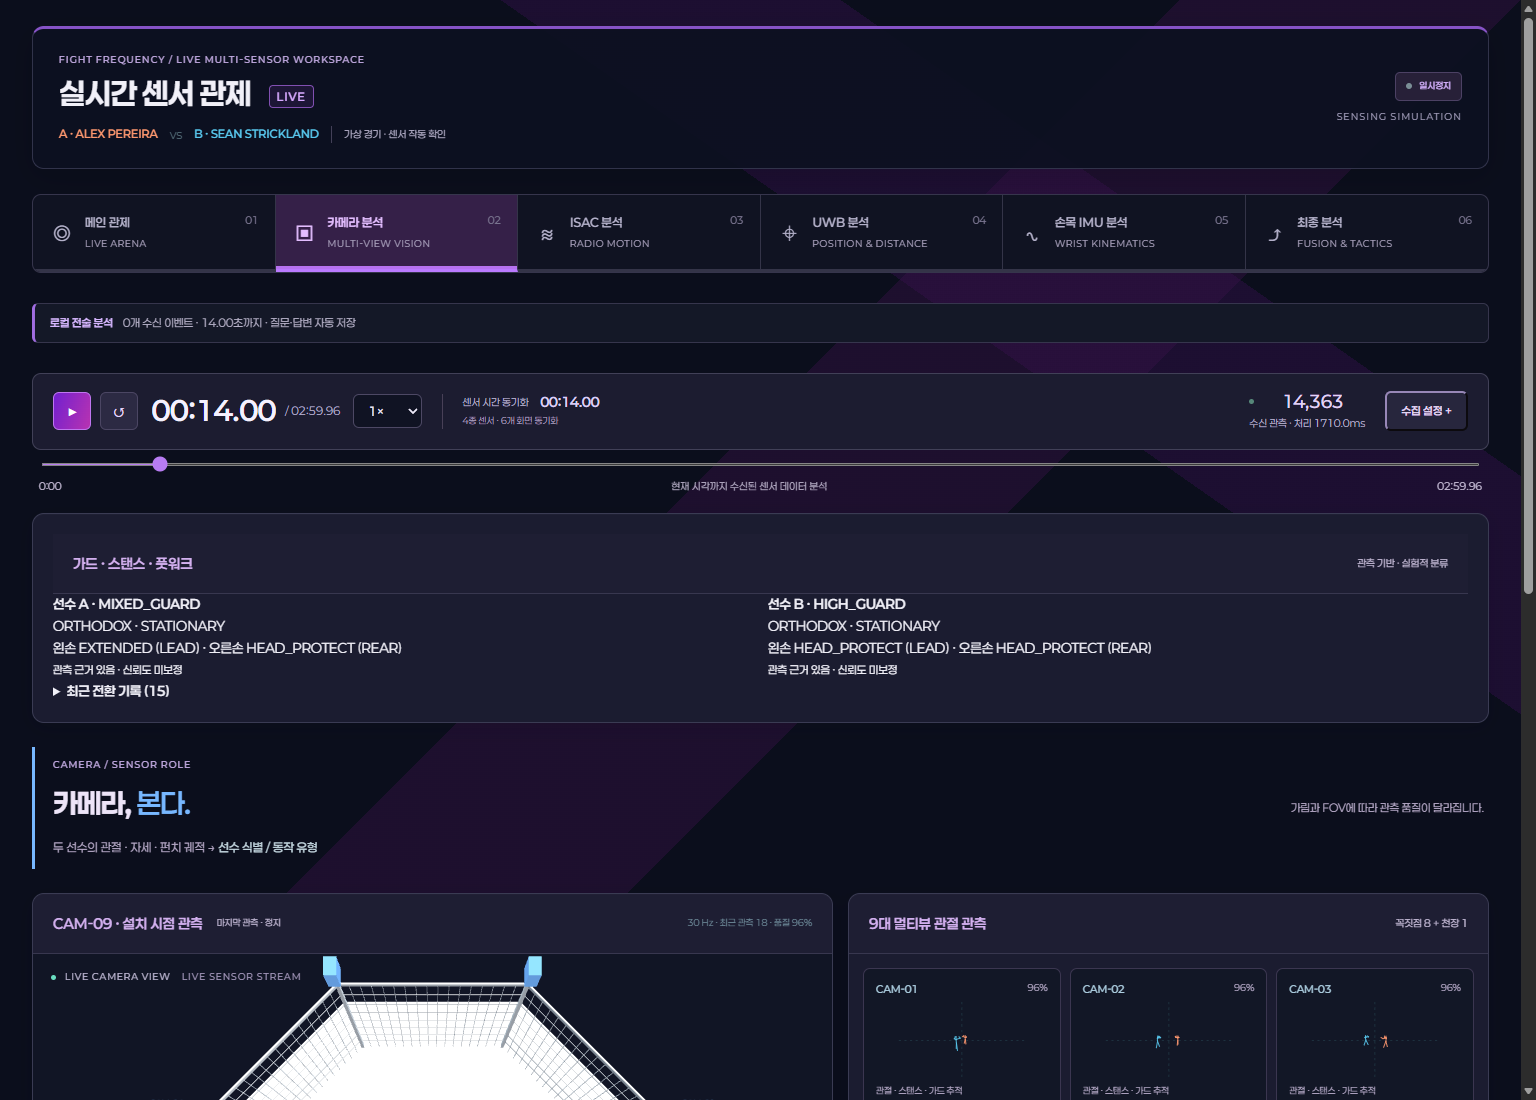 FIGHT FREQUENCY / LIVE MULTI-SENSOR WORKSPACE
실시간 센서 관제 LIVE
A · ALEX PEREIRA VS B · SEAN STRICKLAND 가상 경기 · 센서 작동 확인
일시정지
SENSING SIMULATION
메인 관제 01
LIVE ARENA
카메라 분석 02
MULTI-VIEW VISION
ISAC 분석 03
RADIO MOTION
UWB 분석 04
POSITION & DISTANCE
손목 IMU 분석 05
WRIST KINEMATICS
최종 분석 06
FUSION & TACTICS
로컬 전술 분석 0개 수신 이벤트 · 14.00초까지 · 질문·답변 자동 저장
00:14.00 / 02:59.96 1×
센서 시간 동기화 00:14.00
4종 센서 · 6개 화면 동기화
14,363
수신 관측 · 처리 1710.0ms
수집 설정 +
0:00 현재 시각까지 수신된 센서 데이터 분석 02:59.96
가드 · 스탠스 · 풋워크 관측 기반 · 실험적 분류
선수 A · MIXED_GUARD
ORTHODOX · STATIONARY
왼손 EXTENDED (LEAD) · 오른손 HEAD_PROTECT (REAR)
관측 근거 있음 · 신뢰도 미보정
▶ 최근 전환 기록 (15)
선수 B · HIGH_GUARD
ORTHODOX · STATIONARY
왼손 HEAD_PROTECT (LEAD) · 오른손 HEAD_PROTECT (REAR)
관측 근거 있음 · 신뢰도 미보정
CAMERA / SENSOR ROLE
카메라, 본다.
가림과 FOV에 따라 관측 품질이 달라집니다.
두 선수의 관절 · 자세 · 펀치 궤적 → 선수 식별 / 동작 유형
CAM-09 · 설치 시점 관측 마지막 관측 · 정지 30 Hz · 최근 관측 18 · 품질 96%
LIVE CAMERA VIEW LIVE SENSOR STREAM
9대 멀티뷰 관절 관측 꼭짓점 8 + 천장 1
CAM-01 96%
관절 · 스탠스 · 가드 추적
CAM-02 96%
관절 · 스탠스 · 가드 추적
CAM-03 96%
관절 · 스탠스 · 가드 추적